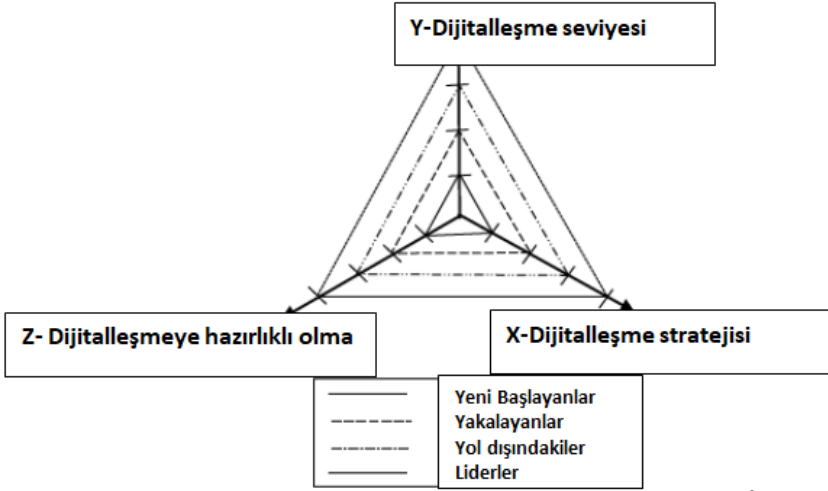 Y-Dijitalleşme seviyesi
Z- Dijitalleşmeye hazırlıklı olma
X-Dijitalleşme stratejisi
Yeni Başlayanlar
Yakalayanlar
Yol dışındakiler
Liderler